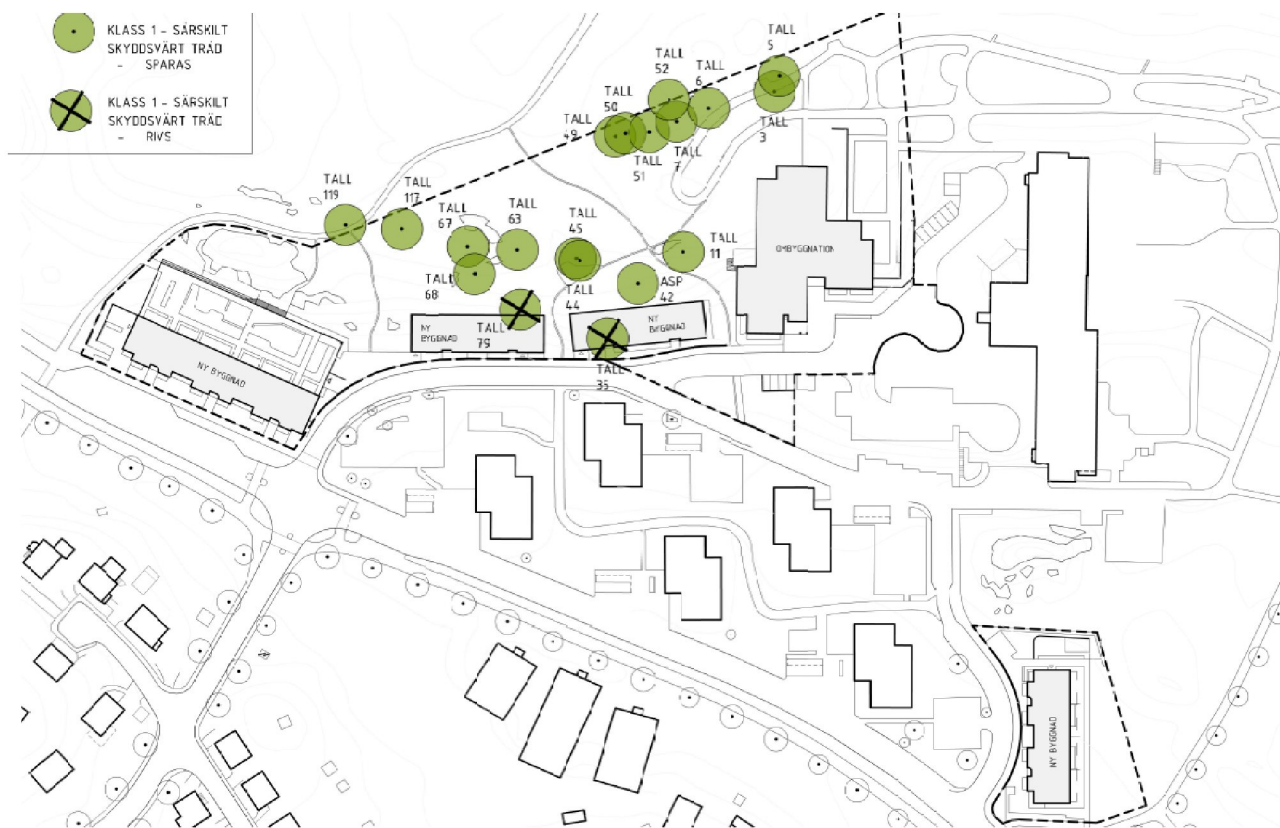 KLASS 1 - SÄRSKILT
SKYDDSVÄRT TRÄD
- SPARAS
KLASS 1 - SÄRSKILT
SKYDDSVÄRT TRÄD
- RIVS
TALL
5
TALL
52
TALL
6
TALL
50
TALL
49
TALL
51
TALL
7
TALL
3
TALL
119
TALL
117
TALL
67
TALL
63
TALL
45
TALL
11
TALL
68
TALL
44
ASP
42
OMBYGGNATION
NY
BYGGNAD
TALL
79
NY
BYGGNAD
TALL
35
NY BYGGNAD
NY BYGGNAD